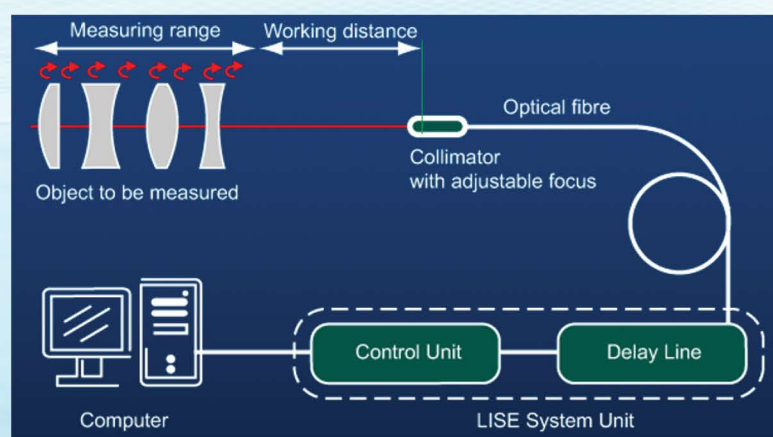 Measuring range
Working distance
Optical fibre
Collimator
with adjustable focus
Object to be measured
Control Unit
Delay Line
Computer
LISE System Unit